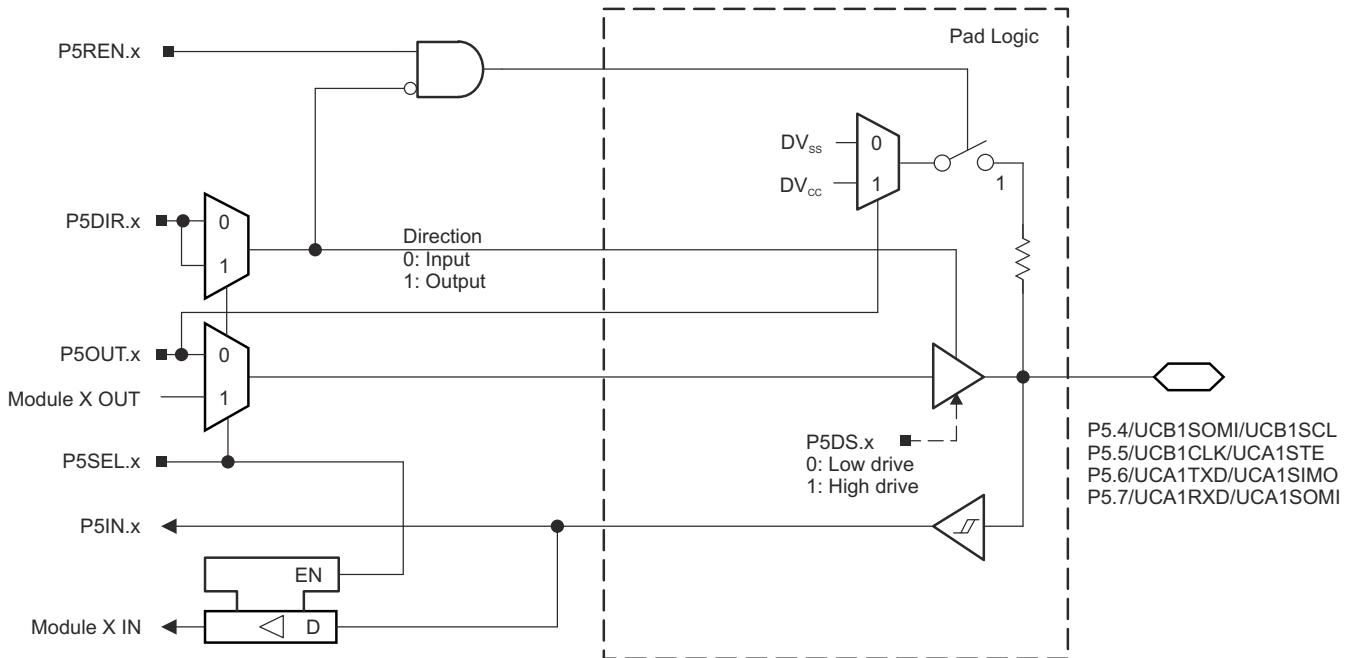 Pad Logic
P5REN.x
DVss
0
DVcc
1
1
P5DIR.x
0
1
Direction
0: Input
1: Output
P5OUT.x
0
Module X OUT
1
P5DS.x
0: Low drive
1: High drive
P5SEL.x
P5.4/UCB1SOMI/UCB1SCL
P5.5/UCB1CLK/UCA1STE
P5.6/UCA1TXD/UCA1SIMO
P5.7/UCA1RXD/UCA1SOMI
P5IN.x
EN
Module X IN
D